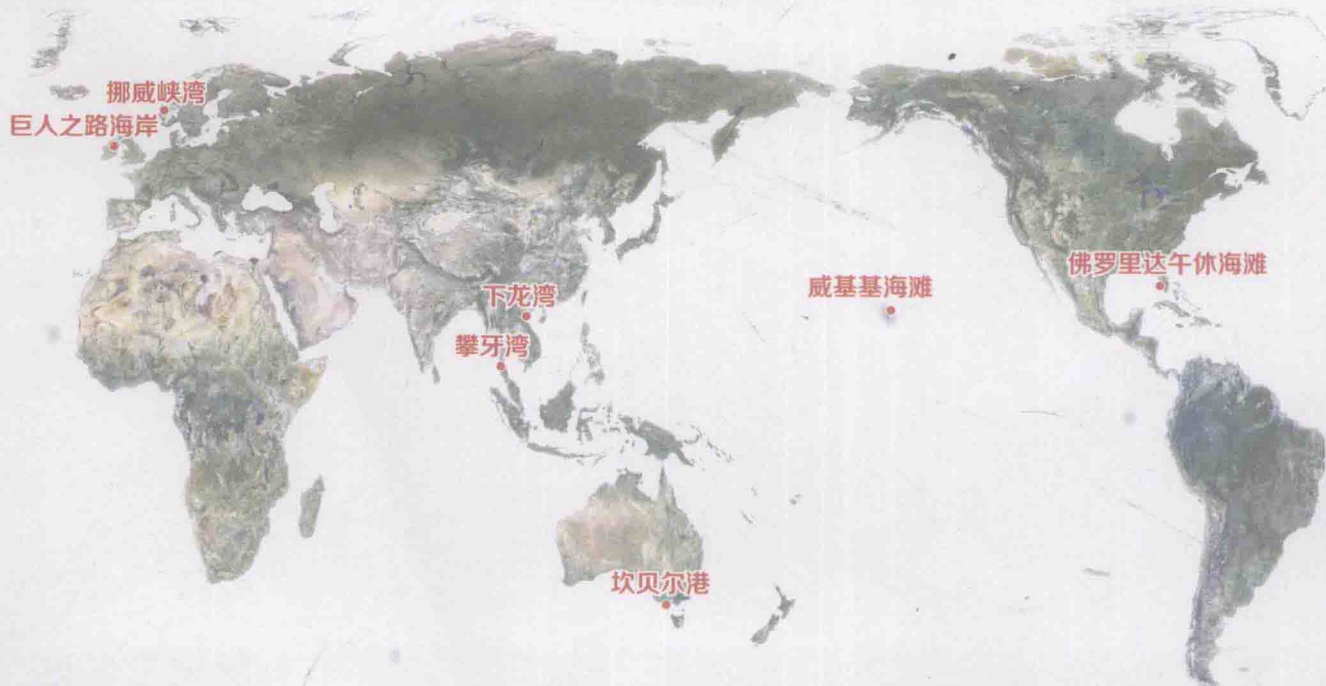 挪威峡湾
巨人之路海岸
佛罗里达午休海滩
下龙湾
威基基海滩
攀牙湾
坎贝尔港